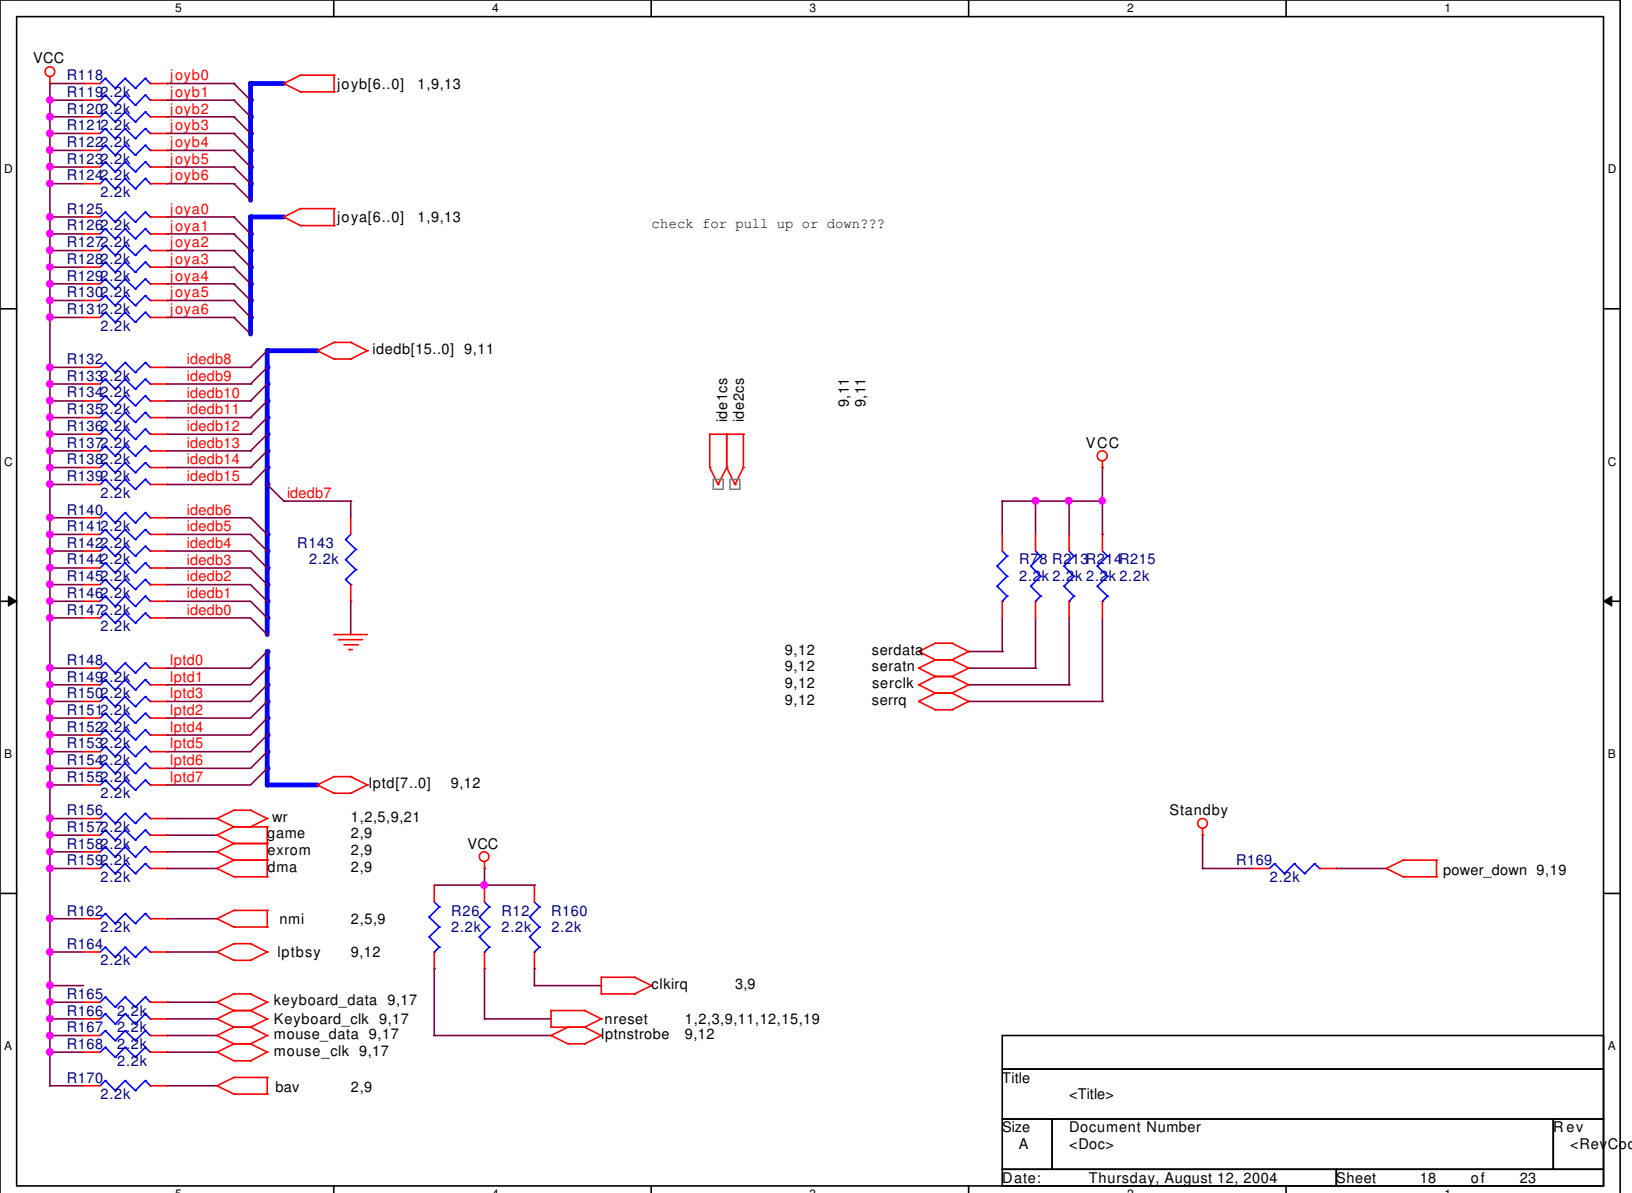 5 4 3 2 1
VCC
R118 joyb0 joyb[6..0] 1,9,13
R119 2.2k joyb1
R120 2.2k joyb2
R121 2.2k joyb3
R122 2.2k joyb4
R123 2.2k joyb5
R124 2.2k joyb6
2.2k
D D
R125 joya0 joya[6..0] 1,9,13
R126 2.2k joya1
check for pull up or down???
R127 2.2k joya2
R128 2.2k joya3
R129 2.2k joya4
R130 2.2k joya5
R131 2.2k joya6
2.2k
idedb[15..0] 9,11
R132 idedb8
R133 2.2k idedb9
R134 2.2k idedb10
R135 2.2k idedb11
R136 2.2k idedb12
R137 2.2k idedb13
R138 2.2k idedb14
R139 2.2k idedb15
2.2k
ide1cs 9,11
ide2cs 9,11
VCC
C C
idedb7
R140 idedb6
R141 2.2k idedb5
R142 2.2k idedb4
R144 2.2k idedb3
R145 2.2k idedb2
R146 2.2k idedb1
R147 2.2k idedb0
2.2k
R143
2.2k
R78 R213 R214 R215
2.2k 2.2k 2.2k 2.2k
9,12 serdata
9,12 seratn
9,12 serclk
9,12 serrq
R148 lptd0
R149 2.2k lptd1
R150 2.2k lptd3
R151 2.2k lptd2
R152 2.2k lptd4
R153 2.2k lptd5
R154 2.2k lptd6
R155 2.2k lptd7
2.2k
lptd[7..0] 9,12
B B
R156 wr 1,2,5,9,21
R157 2.2k game 2,9
R158 2.2k exrom 2,9
R159 2.2k dma 2,9
2.2k
Standby
R169 power_down 9,19
2.2k
VCC
R26 R12 R160
2.2k 2.2k 2.2k
R162 nmi 2,5,9
2.2k
R164 lptbsy 9,12
2.2k
clkirq 3,9
nreset 1,2,3,9,11,12,15,19
lptnstrobe 9,12
R165 keyboard_data 9,17
R166 2.2k Keyboard_clk 9,17
R167 2.2k mouse_data 9,17
R168 2.2k mouse_clk 9,17
2.2k
A A
R170 bav 2,9
2.2k
Title
<Title>
Size Document Number Rev
A <Doc> <RevCod
Date: Thursday, August 12, 2004 Sheet 18 of 23
5 4 3 2 1